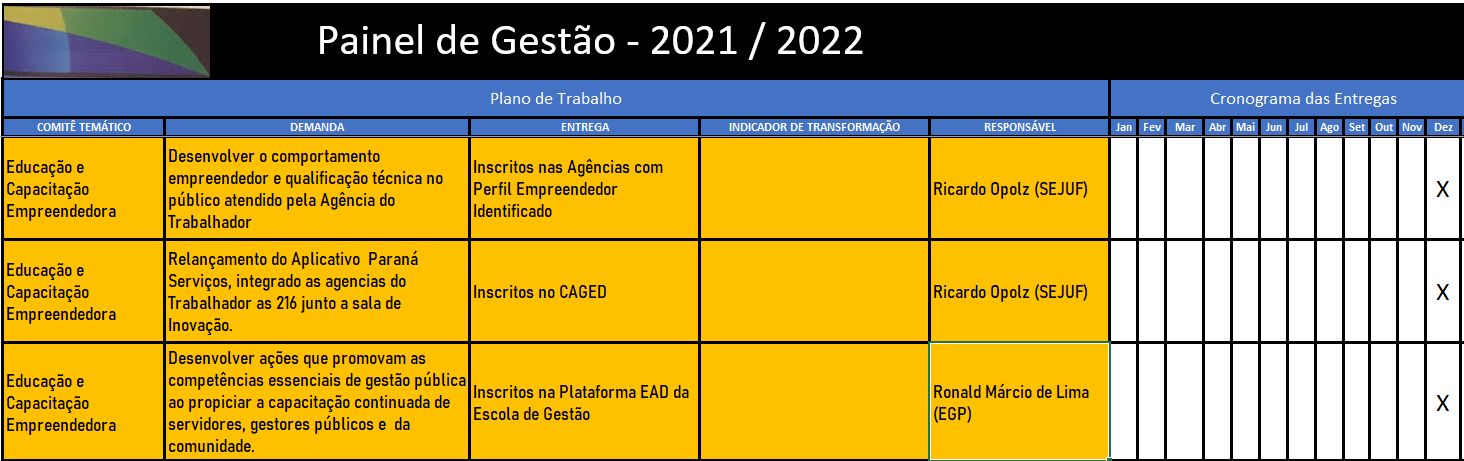 Painel de Gestão - 2021 / 2022
Plano de Trabalho
Cronograma das Entregas
COMITÊ TEMÁTICO
DEMANDA
ENTREGA
INDICADOR DE TRANSFORMAÇÃO
RESPONSÁVEL
Jan Fev Mar Abr Mai Jun Jul Ago Set Out Nov Dez
Educação e
Capacitação
Empreendedora
Desenvolver o comportamento
empreendedor e qualificação técnica no
público atendido pela Agência do
Trabalhador
Inscritos nas Agências com
Perfil Empreendedor
Identificado
Ricardo Opolz (SEJUF)
X
Educação e
Capacitação
Empreendedora
Relançamento do Aplicativo Paraná
Serviços, integrado as agencias do
Trabalhador as 216 junto a sala de
Inovação.
Inscritos no CAGED
Ricardo Opolz (SEJUF)
X
Educação e
Capacitação
Empreendedora
Desenvolver ações que promovam as
competências essenciais de gestão pública
ao propiciar a capacitação continuada de
servidores, gestores públicos e da
comunidade.
Inscritos na Plataforma EAD da
Escola de Gestão
Ronald Márcio de Lima
(EGP)
X